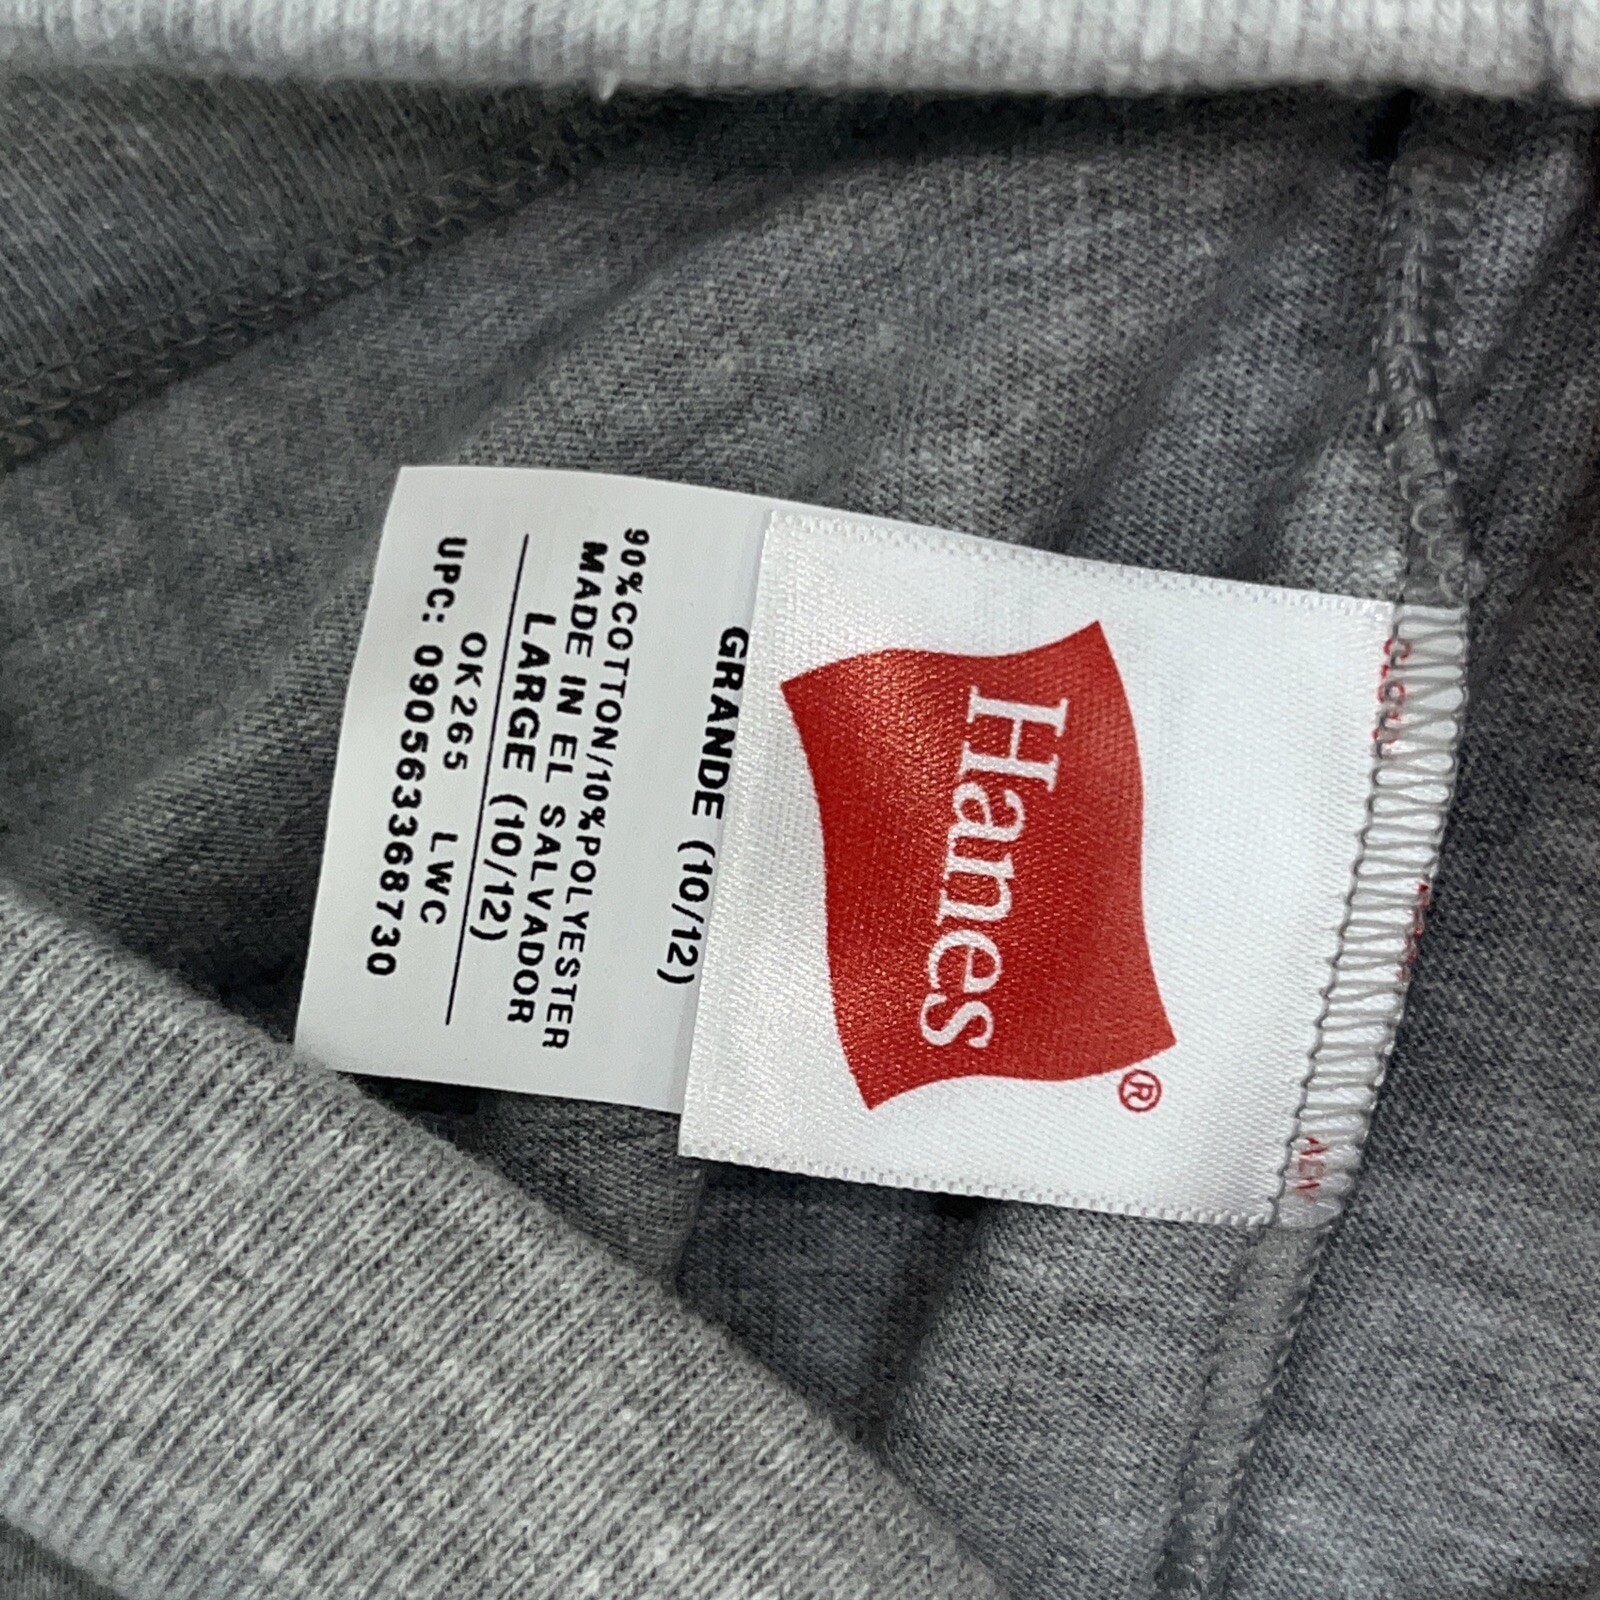 Hanes®
GRANDE (10/12)
90%COTTON/10%POLYESTER
MADE IN EL SALVADOR
LARGE (10/12)
OK265 LWC
UPC: 090563368730